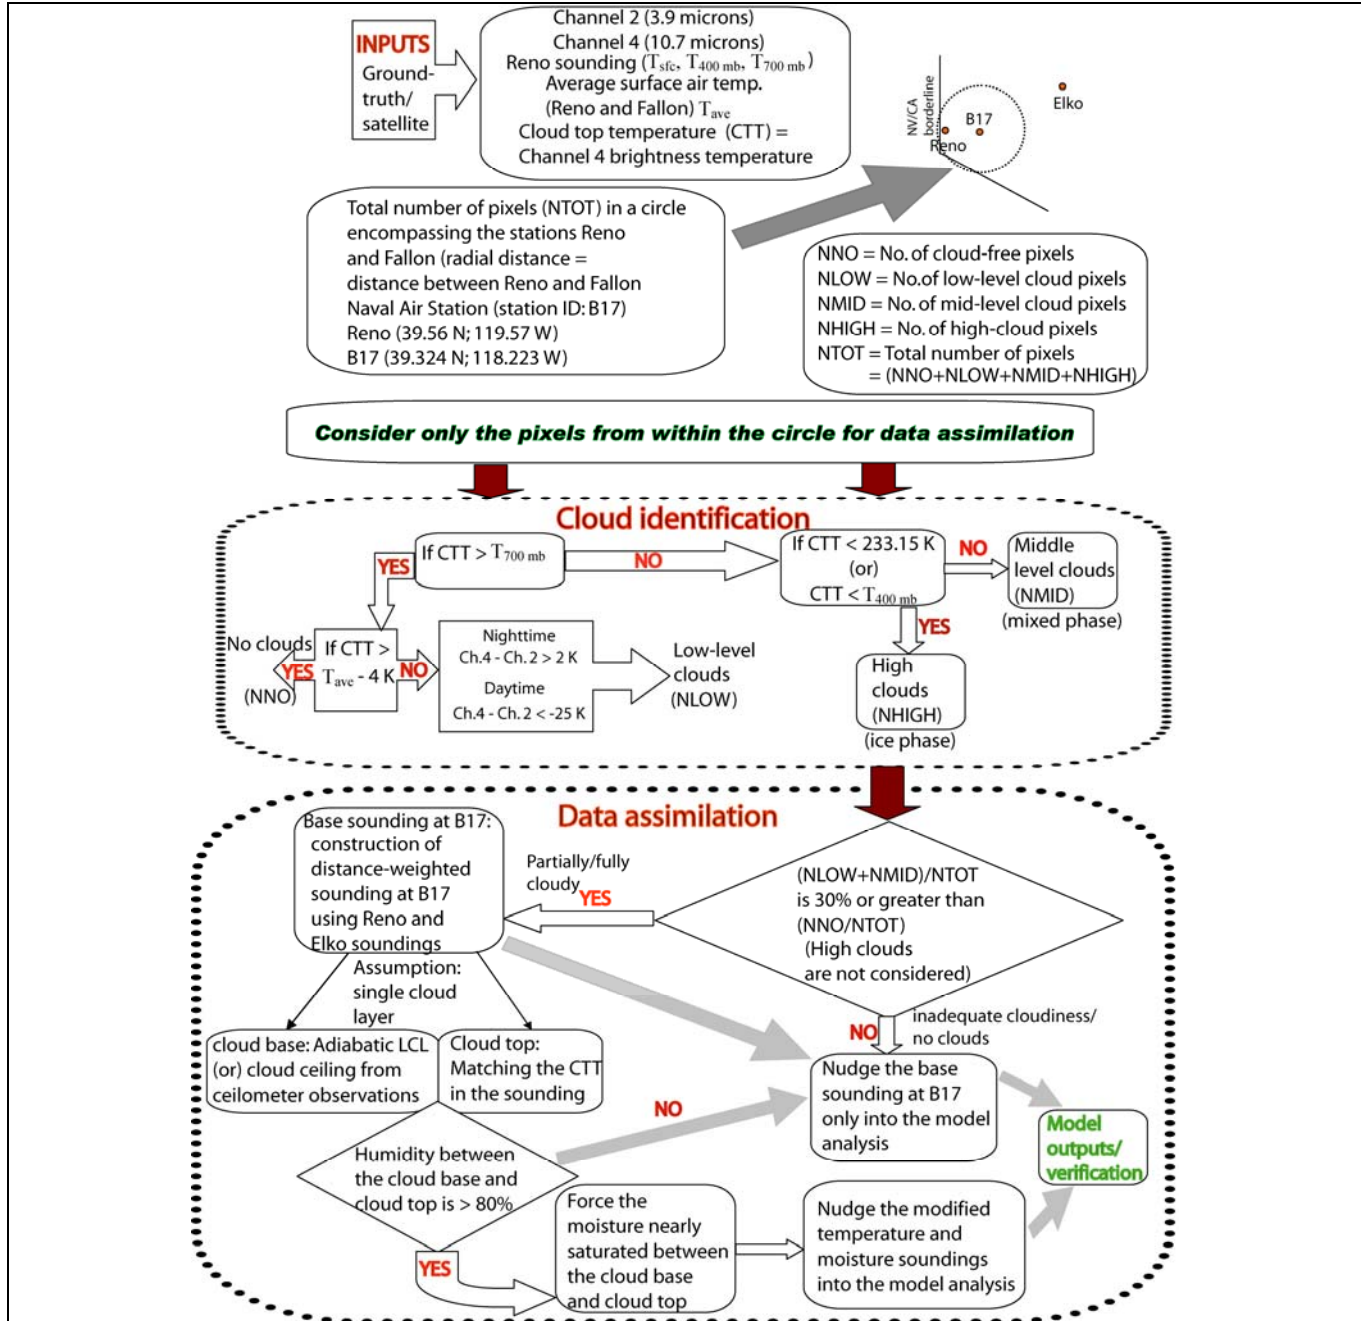 INPUTS
Ground-
truth/
satellite
Channel 2 (3.9 microns)
Channel 4 (10.7 microns)
Reno sounding (Tsfc, T400 mb, T700 mb)
Average surface air temp.
(Reno and Fallon) Tave
Cloud top temperature (CTT) =
Channel 4 brightness temperature
NV/CA
borderline
Reno
B17
Elko
Total number of pixels (NTOT) in a circle
encompassing the stations Reno
and Fallon (radial distance =
distance between Reno and Fallon
Naval Air Station (station ID: B17)
Reno (39.56 N; 119.57 W)
B17 (39.324 N; 118.223 W)
NNO = No. of cloud-free pixels
NLOW = No.of low-level cloud pixels
NMID = No. of mid-level cloud pixels
NHIGH = No. of high-cloud pixels
NTOT = Total number of pixels
= (NNO+NLOW+NMID+NHIGH)
Consider only the pixels from within the circle for data assimilation
Cloud identification
If CTT > T700 mb
YES
NO
If CTT < 233.15 K
(or)
CTT < T400 mb
NO
Middle
level clouds
(NMID)
(mixed phase)
YES
High
clouds
(NHIGH)
(ice phase)
No clouds
YES
(NNO)
If CTT >
Tave - 4 K
NO
Nighttime
Ch.4 - Ch. 2 > 2 K
Daytime
Ch.4 - Ch. 2 < -25 K
Low-level
clouds
(NLOW)
Data assimilation
Base sounding at B17:
construction of
distance-weighted
sounding at B17
using Reno and
Elko soundings
Partially/fully
cloudy
YES
(NLOW+NMID)/NTOT
is 30% or greater than
(NNO/NTOT)
(High clouds
are not considered)
NO
inadequate cloudiness/
no clouds
Assumption:
single cloud
layer
cloud base: Adiabatic LCL
(or) cloud ceiling from
ceilometer observations
Cloud top:
Matching the CTT
in the sounding
NO
Nudge the base
sounding at B17
only into the model
analysis
Model
outputs/
verification
Humidity between
the cloud base and
cloud top is > 80%
YES
Force the
moisture nearly
saturated between
the cloud base
and cloud top
Nudge the modified
temperature and
moisture soundings
into the model analysis